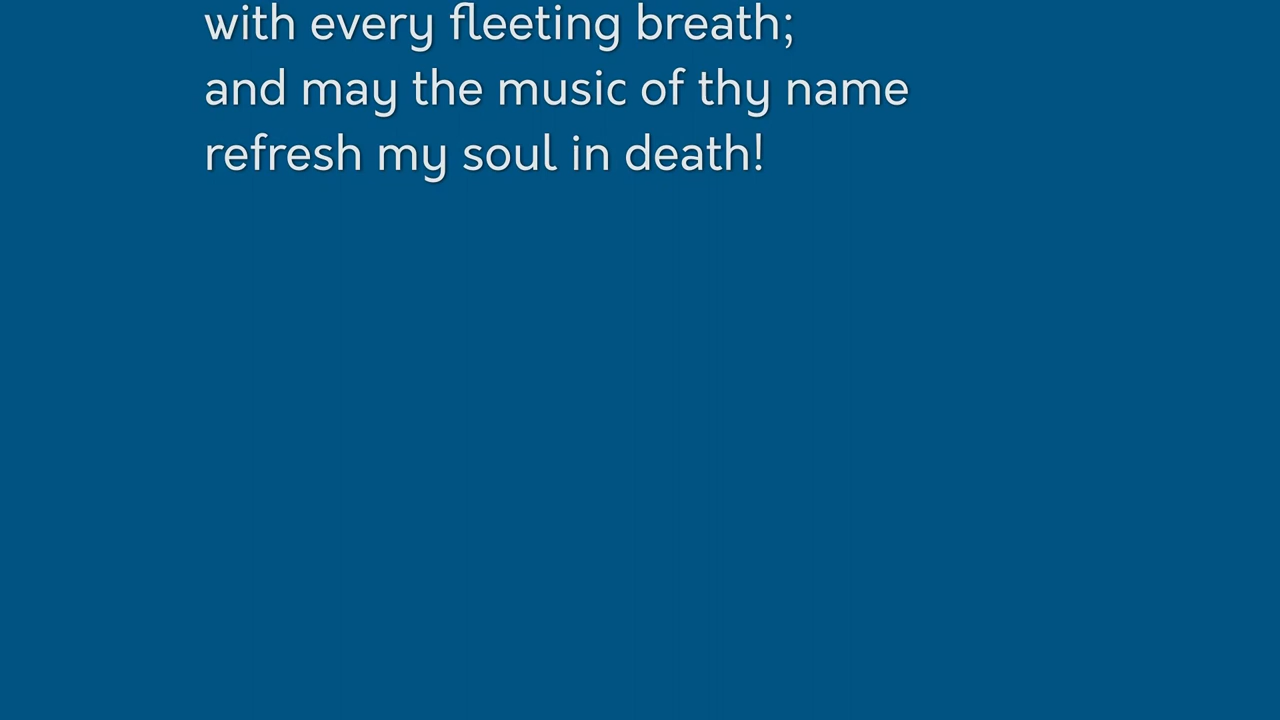 with every fleeting breath;
and may the music of thy name
refresh my soul in death!